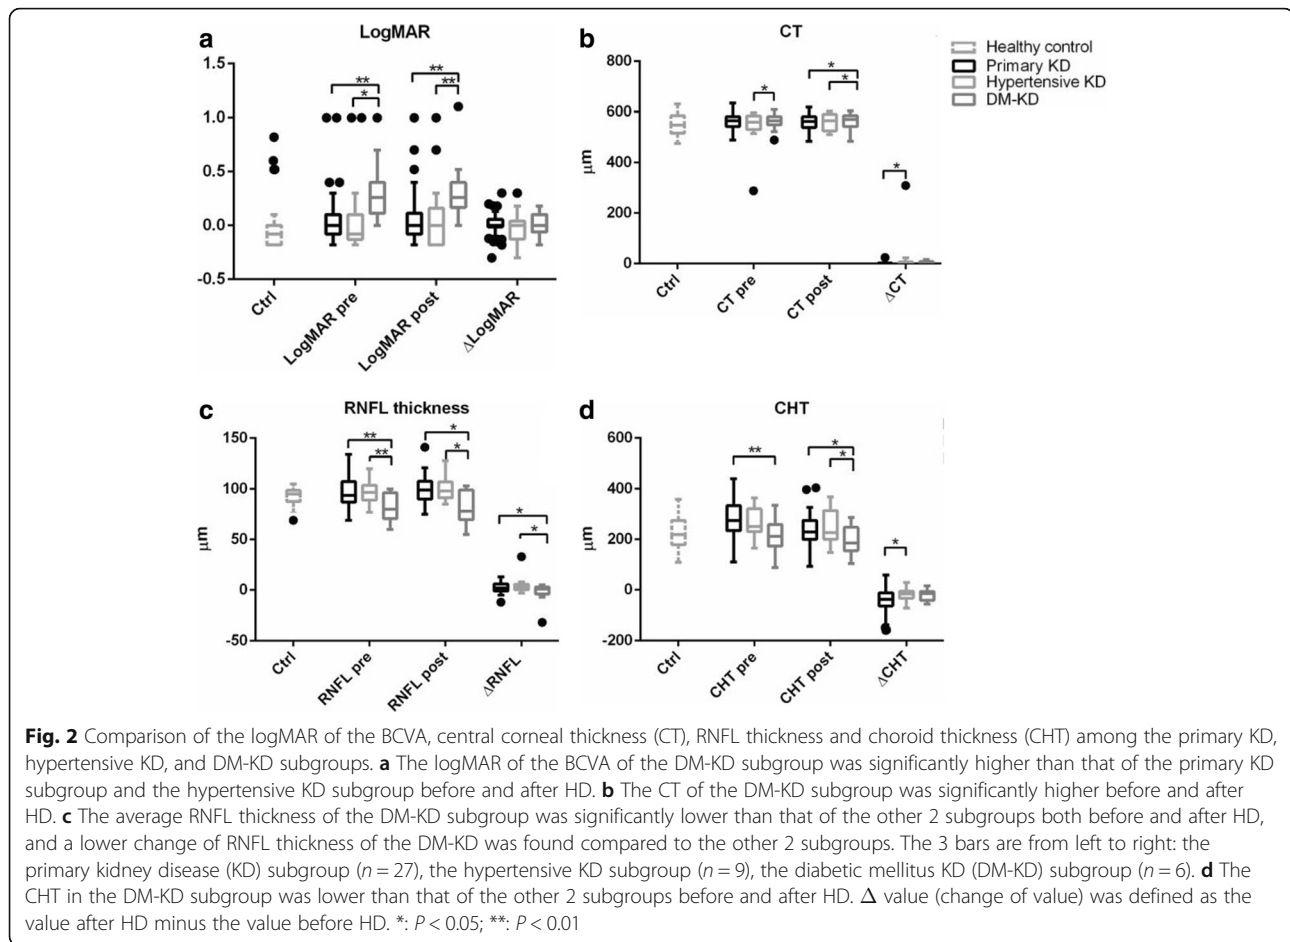 a
LogMAR
1.5
1.0
0.5
0.0
-0.5
**
*
**
**
Ctrl
LogMAR pre
LogMAR post
ΔLogMAR
b
CT
800
600
400
200
0
μm
*
*
*
*
Ctrl
CT pre
CT post
ΔCT
Healthy control
Primary KD
Hypertensive KD
DM-KD
c
RNFL thickness
150
100
50
0
-50
μm
**
**
*
*
*
*
Ctrl
RNFL pre
RNFL post
ΔRNFL
d
CHT
600
400
200
0
-200
μm
**
*
*
*
Ctrl
CHT pre
CHT post
ΔCHT
Fig. 2 Comparison of the logMAR of the BCVA, central corneal thickness (CT), RNFL thickness and choroid thickness (CHT) among the primary KD,
hypertensive KD, and DM-KD subgroups. a The logMAR of the BCVA of the DM-KD subgroup was significantly higher than that of the primary KD
subgroup and the hypertensive KD subgroup before and after HD. b The CT of the DM-KD subgroup was significantly higher before and after
HD. c The average RNFL thickness of the DM-KD subgroup was significantly lower than that of the other 2 subgroups both before and after HD,
and a lower change of RNFL thickness of the DM-KD was found compared to the other 2 subgroups. The 3 bars are from left to right: the
primary kidney disease (KD) subgroup (n = 27), the hypertensive KD subgroup (n = 9), the diabetic mellitus KD (DM-KD) subgroup (n = 6). d The
CHT in the DM-KD subgroup was lower than that of the other 2 subgroups before and after HD. Δ value (change of value) was defined as the
value after HD minus the value before HD. *: P < 0.05; **: P < 0.01